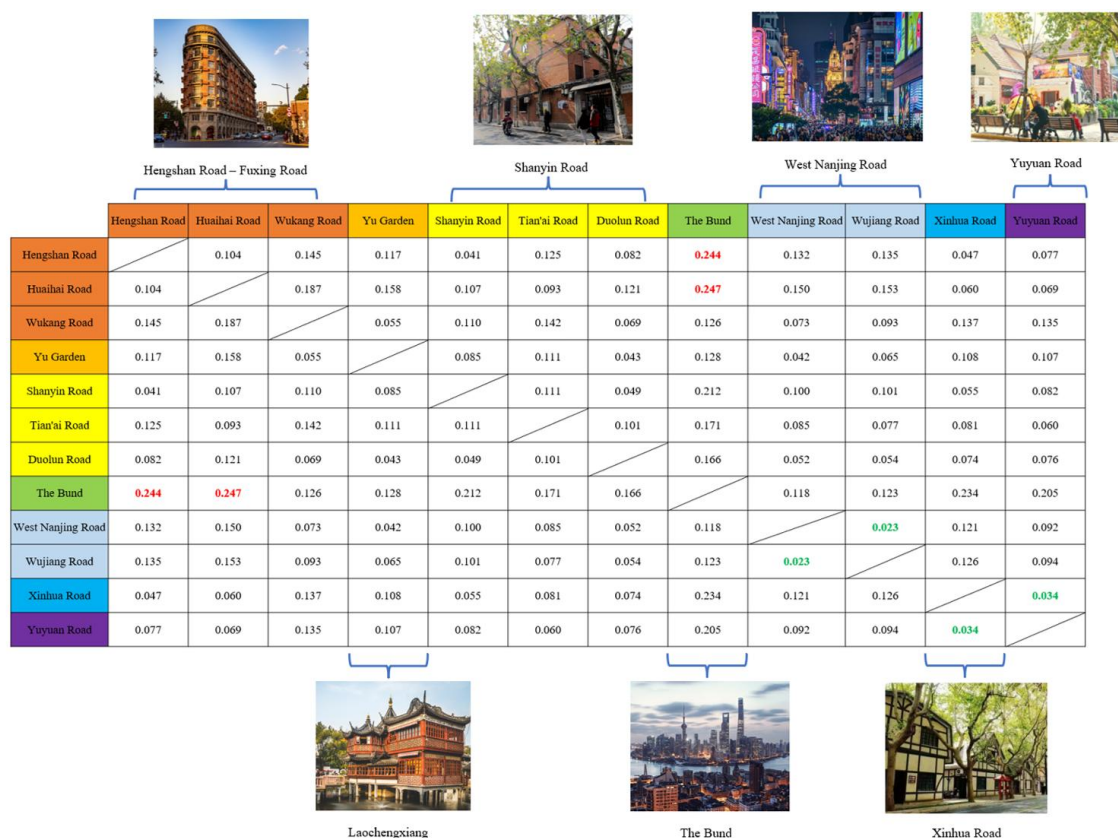 Hengshan Road – Fuxing Road
Shanyin Road
West Nanjing Road
Yuyuan Road
Hengshan Road Huaihai Road Wukang Road Yu Garden Shanyin Road Tian'ai Road Duolun Road The Bund West Nanjing Road Wujiang Road Xinhua Road Yuyuan Road
Hengshan Road 0.104 0.145 0.117 0.041 0.125 0.082 0.244 0.132 0.135 0.047 0.077
Huaihai Road 0.104 0.187 0.158 0.107 0.093 0.121 0.247 0.150 0.153 0.060 0.069
Wukang Road 0.145 0.187 0.055 0.110 0.142 0.069 0.126 0.073 0.093 0.137 0.135
Yu Garden 0.117 0.158 0.055 0.085 0.111 0.043 0.128 0.042 0.065 0.108 0.107
Shanyin Road 0.041 0.107 0.110 0.085 0.111 0.049 0.212 0.100 0.101 0.055 0.082
Tian'ai Road 0.125 0.093 0.142 0.111 0.111 0.101 0.171 0.085 0.077 0.081 0.060
Duolun Road 0.082 0.121 0.069 0.043 0.049 0.101 0.166 0.052 0.054 0.074 0.076
The Bund 0.244 0.247 0.126 0.128 0.212 0.171 0.166 0.118 0.123 0.234 0.205
West Nanjing Road 0.132 0.150 0.073 0.042 0.100 0.085 0.052 0.118 0.023 0.121 0.092
Wujiang Road 0.135 0.153 0.093 0.065 0.101 0.077 0.054 0.123 0.023 0.126 0.094
Xinhua Road 0.047 0.060 0.137 0.108 0.055 0.081 0.074 0.234 0.121 0.126 0.034
Yuyuan Road 0.077 0.069 0.135 0.107 0.082 0.060 0.076 0.205 0.092 0.094 0.034
Laochengxiang
The Bund
Xinhua Road